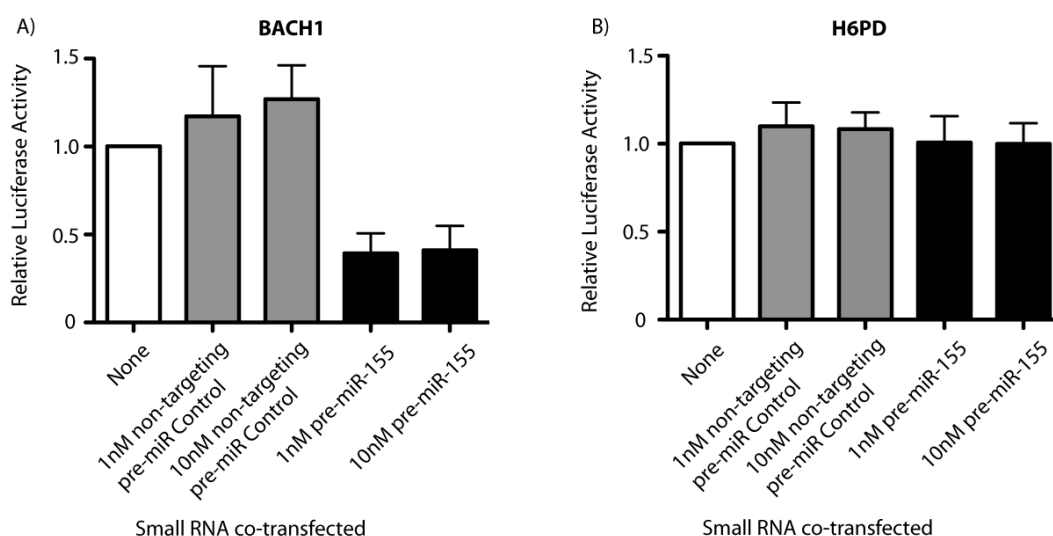 A)
BACH1
Relative Luciferase Activity
1.5
1.0
0.5
0
None
1nM non-targeting
pre-miR Control
10nM non-targeting
pre-miR Control
1nM pre-miR-155
10nM pre-miR-155
Small RNA co-transfected
B)
H6PD
Relative Luciferase Activity
1.5
1.0
0.5
0
None
1nM non-targeting
pre-miR Control
10nM non-targeting
pre-miR Control
1nM pre-miR-155
10nM pre-miR-155
Small RNA co-transfected